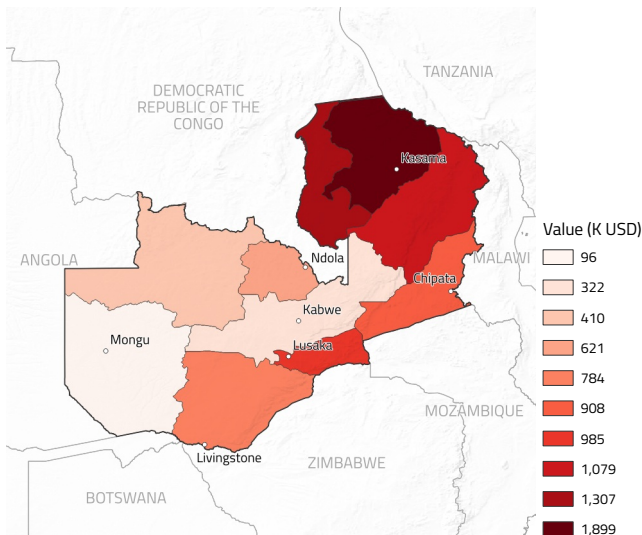 TANZANIA
DEMOCRATIC
REPUBLIC OF THE
CONGO
Kasama
Value (K USD)
ANGOLA
Ndola
MALAWI
96
Chipata
322
Kabwe
410
Mongu
Lusaka
621
784
908
MOZAMBIQUE
985
Livingstone
ZIMBABWE
1,079
BOTSWANA
1,307
1,899